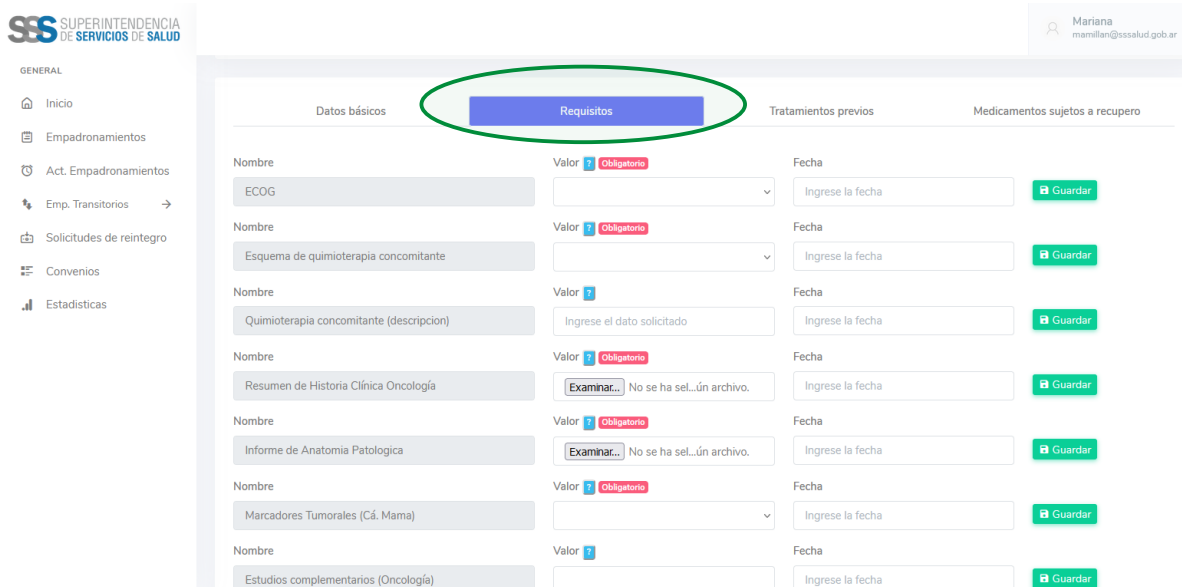 SSS SUPERINTENDENCIA
DE SERVICIOS DE SALUD
Mariana
mamillan@sssalud.gob.ar
GENERAL
Inicio
Empadronamientos
Act. Empadronamientos
Emp. Transitorios
Solicitudes de reintegro
Convenios
Estadisticas
Datos básicos Requisitos Tratamientos previos Medicamentos sujetos a recupero
Nombre Valor ? Obligatorio Fecha
ECOG Ingrese la fecha Guardar
Nombre Valor ? Obligatorio Fecha
Esquema de quimioterapia concomitante Ingrese la fecha Guardar
Nombre Valor ? Fecha
Quimioterapia concomitante (descripcion) Ingrese el dato solicitado Ingrese la fecha Guardar
Nombre Valor ? Obligatorio Fecha
Resumen de Historia Clínica Oncología Examinar... No se ha sel...ún archivo. Ingrese la fecha Guardar
Nombre Valor ? Obligatorio Fecha
Informe de Anatomia Patologica Examinar... No se ha sel...ún archivo. Ingrese la fecha Guardar
Nombre Valor ? Obligatorio Fecha
Marcadores Tumorales (Cá. Mama) Ingrese la fecha Guardar
Nombre Valor ? Fecha
Estudios complementarios (Oncología) Ingrese la fecha Guardar